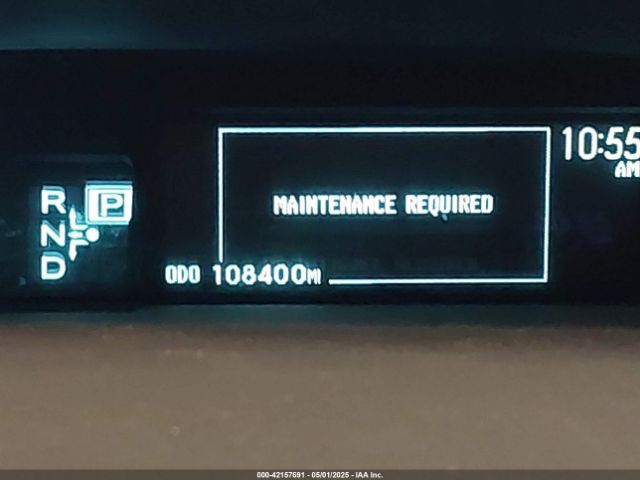 10:55
AM
R
P
N
D
MAINTENANCE REQUIRED
ODO 108400MI
000-42157691 - 05/01/2025 - IAA Inc.